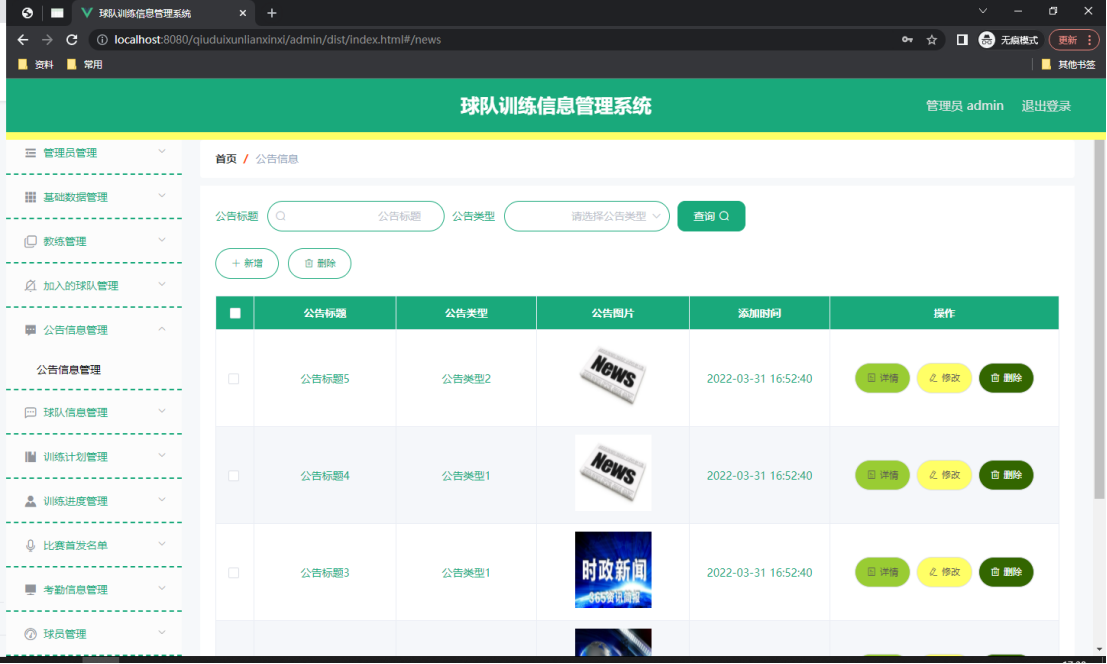 球队训练信息管理系统
localhost:8080/qiuduixunlianxinxi/admin/dist/index.html#/news
无痕模式
更新
资料
常用
其他书签
球队训练信息管理系统
管理员 admin
退出登录
管理员管理
基础数据管理
教练管理
加入的球队管理
公告信息管理
公告信息管理
球队信息管理
训练计划管理
训练进度管理
比赛首发名单
考勤信息管理
球员管理
首页 / 公告信息
公告标题 公告标题 公告类型 请选择公告类型 查询
+ 新增 删除
公告标题 公告类型 公告图片 添加时间 操作
公告标题5 公告类型2 News 2022-03-31 16:52:40 详情 修改 删除
公告标题4 公告类型1 News 2022-03-31 16:52:40 详情 修改 删除
公告标题3 公告类型1 时政新闻 2022-03-31 16:52:40 详情 修改 删除
365资讯简报